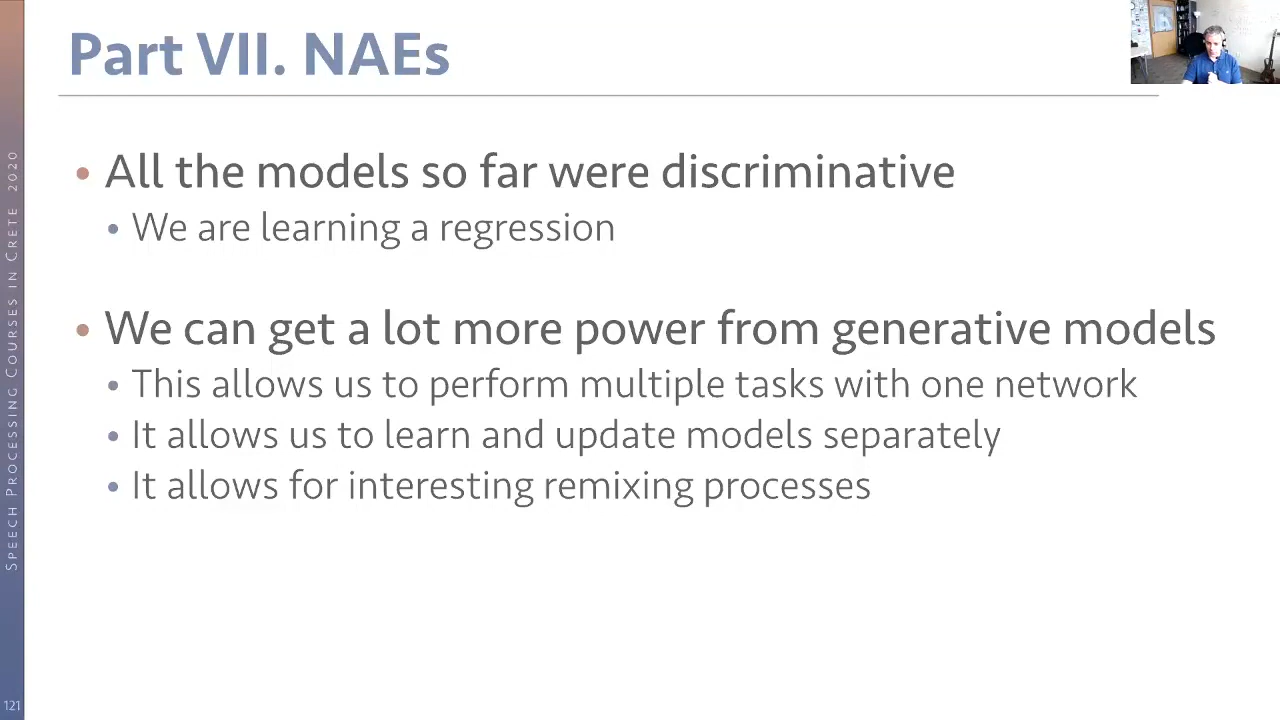 Part VII. NAEs
• All the models so far were discriminative
• We are learning a regression
• We can get a lot more power from generative models
• This allows us to perform multiple tasks with one network
• It allows us to learn and update models separately
• It allows for interesting remixing processes
SPEECH PROCESSING COURSES IN CRETE 2020
121